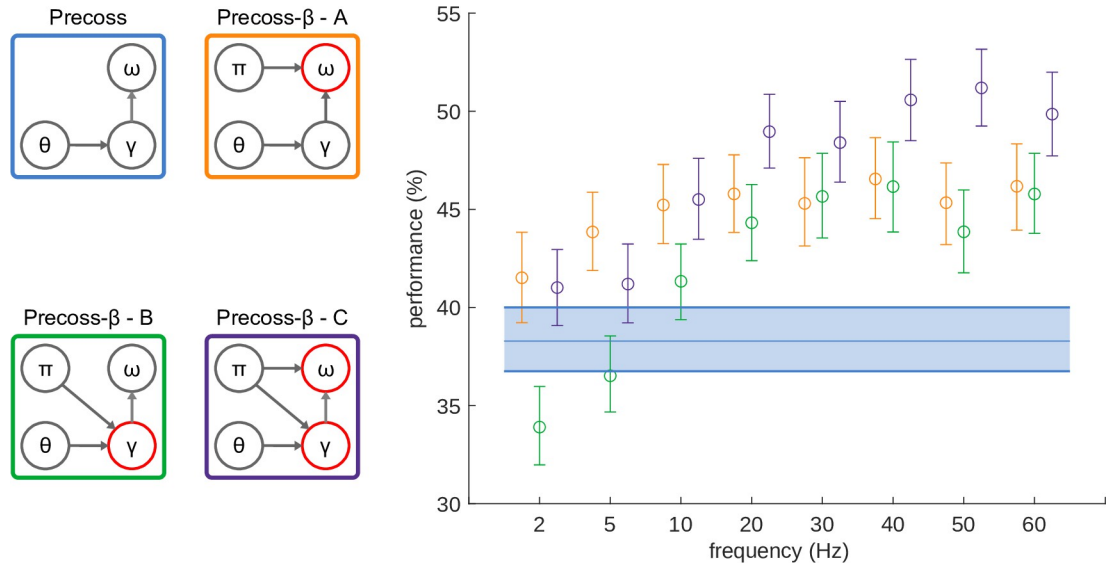 Precoss
ω
θ
γ
Precoss-β - A
π
ω
θ
γ
Precoss-β - B
π
ω
θ
γ
Precoss-β - C
π
ω
θ
γ
performance (%)
55
50
45
40
35
30
2 5 10 20 30 40 50 60
frequency (Hz)